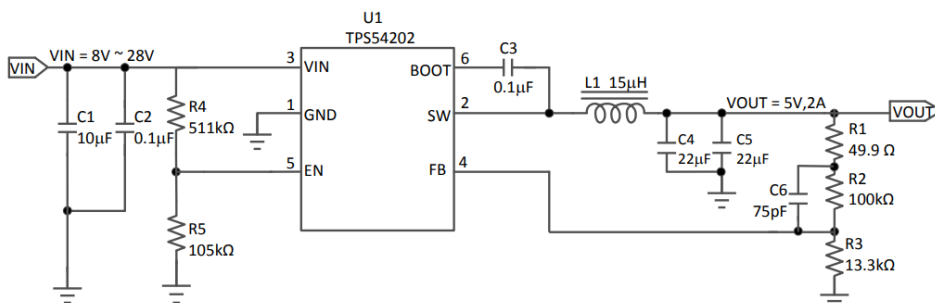 U1
TPS54202
VIN
VIN = 8V ~ 28V
C1
10µF
C2
0.1µF
R4
511kΩ
R5
105kΩ
3
VIN
1
GND
5
EN
BOOT
6
SW
2
FB
4
C3
0.1µF
L1 15µH
VOUT = 5V,2A
VOUT
C4
22µF
C5
22µF
R1
49.9 Ω
C6
75pF
R2
100kΩ
R3
13.3kΩ